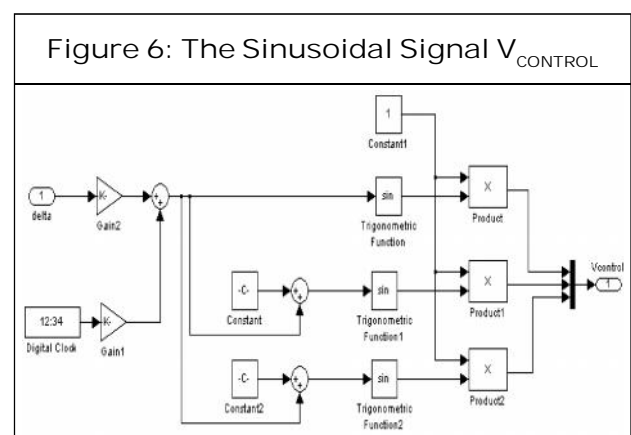 Figure 6: The Sinusoidal Signal VCONTROL
1
Constant1
1
delta
-K-
Gain2
+
+
sin
Trigonometric
Function
X
Product
12:34
Digital Clock
-K-
Gain1
-C-
Constant
+
+
sin
Trigonometric
Function1
X
Product1
Vcontrol
1
-C-
Constant2
+
+
sin
Trigonometric
Function2
X
Product2